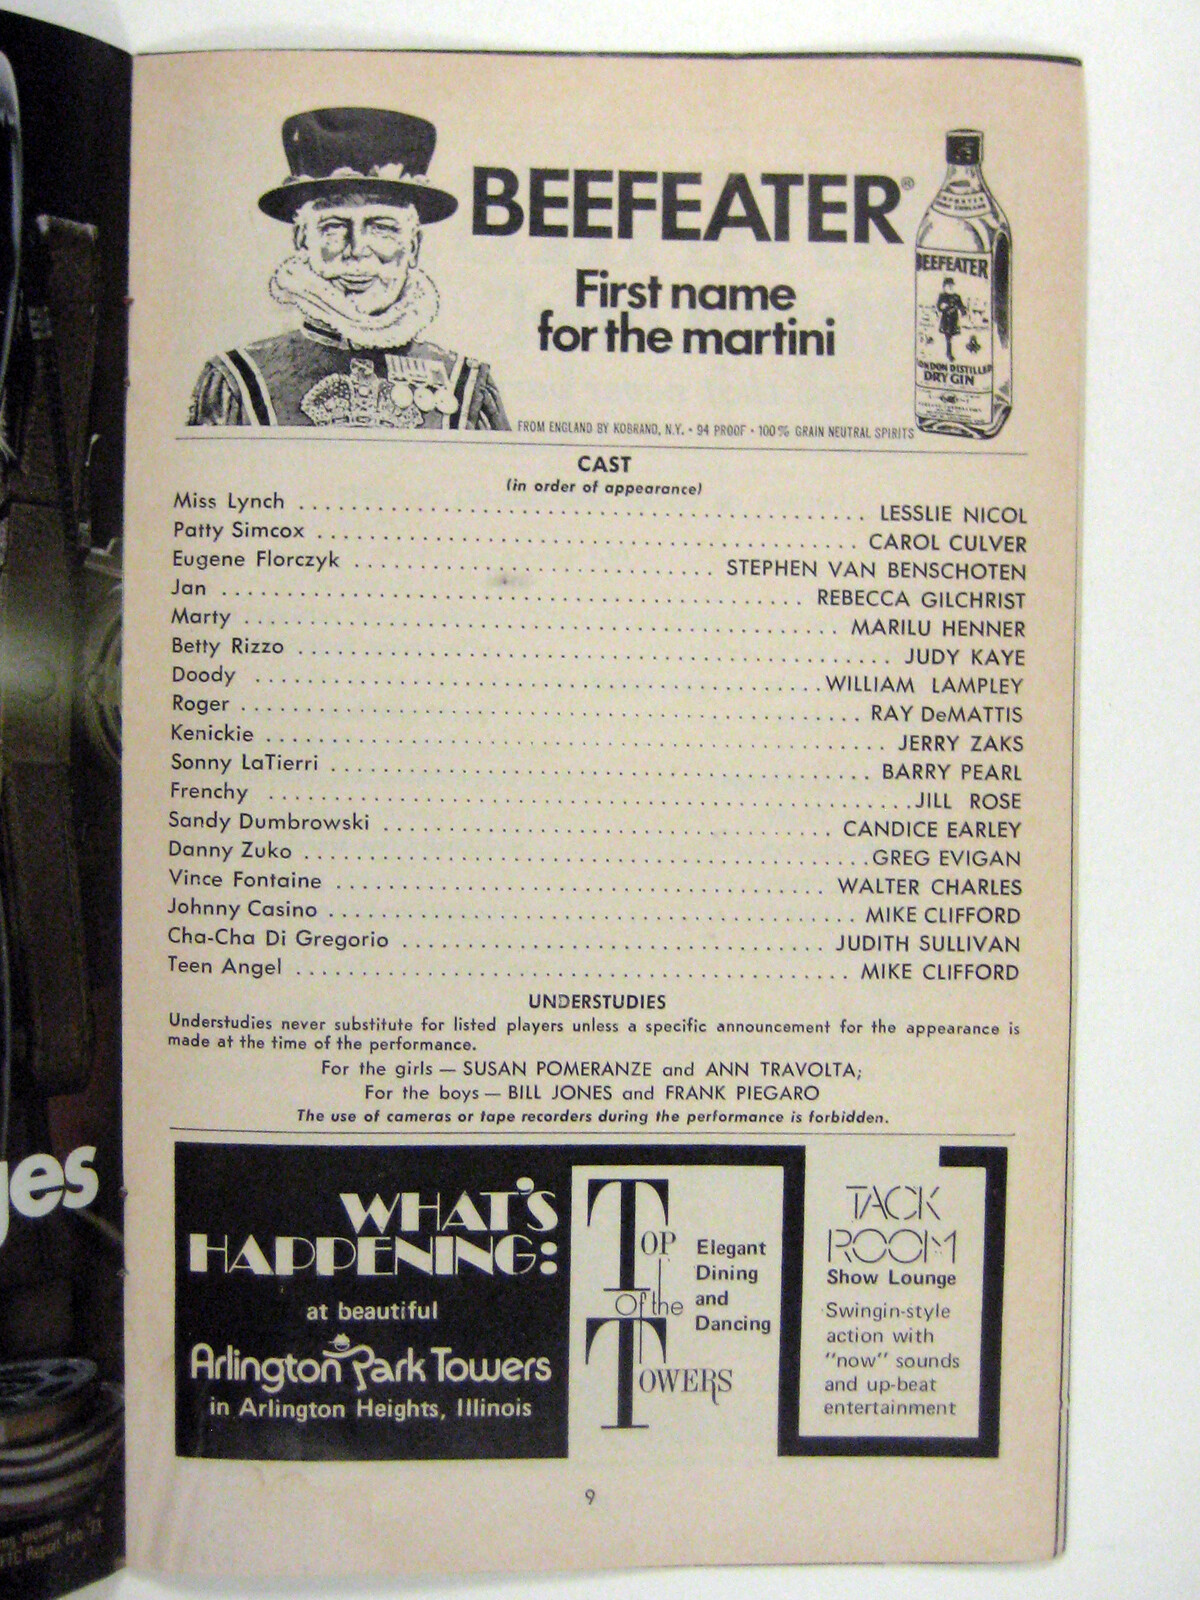 BEEFEATER®
First name
for the martini
BEEFEATER
LONDON DISTILLED
DRY GIN
FROM ENGLAND BY KOBRAND, N.Y. • 94 PROOF • 100% GRAIN NEUTRAL SPIRITS
CAST
(in order of appearance)
Miss Lynch . . . . . . . . . . LESSLIE NICOL
Patty Simcox . . . . . . . . . . CAROL CULVER
Eugene Florczyk . . . . . . . . . . STEPHEN VAN BENSCHOTEN
Jan . . . . . . . . . . REBECCA GILCHRIST
Marty . . . . . . . . . . MARILU HENNER
Betty Rizzo . . . . . . . . . . JUDY KAYE
Doody . . . . . . . . . . WILLIAM LAMPLEY
Roger . . . . . . . . . . RAY DeMATTIS
Kenickie . . . . . . . . . . JERRY ZAKS
Sonny LaTierri . . . . . . . . . . BARRY PEARL
Frenchy . . . . . . . . . . JILL ROSE
Sandy Dumbrowski . . . . . . . . . . CANDICE EARLEY
Danny Zuko . . . . . . . . . . GREG EVIGAN
Vince Fontaine . . . . . . . . . . WALTER CHARLES
Johnny Casino . . . . . . . . . . MIKE CLIFFORD
Cha-Cha Di Gregorio . . . . . . . . . . JUDITH SULLIVAN
Teen Angel . . . . . . . . . . MIKE CLIFFORD
UNDERSTUDIES
Understudies never substitute for listed players unless a specific announcement for the appearance is
made at the time of the performance.
For the girls — SUSAN POMERANZE and ANN TRAVOLTA;
For the boys — BILL JONES and FRANK PIEGARO
The use of cameras or tape recorders during the performance is forbidden.
WHAT'S
HAPPENING:
at beautiful
Arlington Park Towers
in Arlington Heights, Illinois
TOP
Of the
TOWERS
Elegant
Dining
and
Dancing
TACK
ROOM
Show Lounge
Swingin-style
action with
"now" sounds
and up-beat
entertainment
9
ges
FTC Report Feb